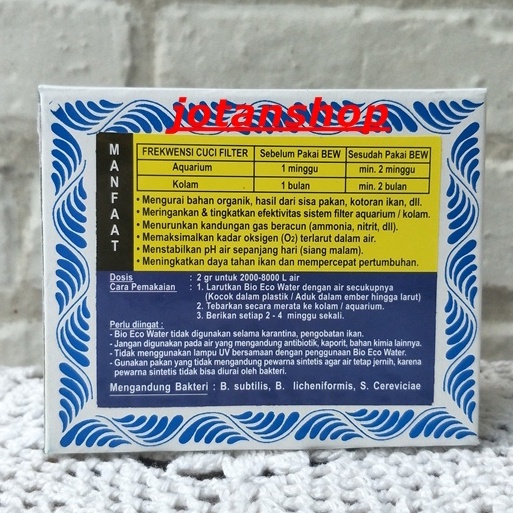 jotanshop
MANFAAT
FREKWENSI CUCI FILTER Sebelum Pakai BEW Sesudah Pakai BEW
Aquarium 1 minggu min. 2 minggu
Kolam 1 bulan min. 2 bulan
• Mengurai bahan organik, hasil dari sisa pakan, kotoran ikan, dll.
• Meringankan & tingkatkan efektivitas sistem filter aquarium / kolam.
• Menurunkan kandungan gas beracun (ammonia, nitrit, dll).
• Memaksimalkan kadar oksigen (O₂) terlarut dalam air.
• Menstabilkan pH air sepanjang hari (siang malam).
• Meningkatkan daya tahan ikan dan mempercepat pertumbuhan.
Dosis : 2 gr untuk 2000-8000 L air
Cara Pemakaian : 1. Larutkan Bio Eco Water dengan air secukupnya
(Kocok dalam plastik / Aduk dalam ember hingga larut)
2. Tebarkan secara merata ke kolam / aquarium.
3. Berikan setiap 2 - 4 minggu sekali.
Perlu diingat :
- Bio Eco Water tidak digunakan selama karantina, pengobatan ikan.
- Jangan digunakan pada air yang mengandung antibiotik, kaporit, bahan kimia lainnya.
- Tidak menggunakan lampu UV bersamaan dengan penggunaan Bio Eco Water.
- Gunakan pakan yang tidak mengandung pewarna sintetis agar air tetap jernih, karena
pewarna sintetis tidak bisa diurai oleh bakteri.
Mengandung Bakteri : B. subtilis, B. licheniformis, S. Cereviciae